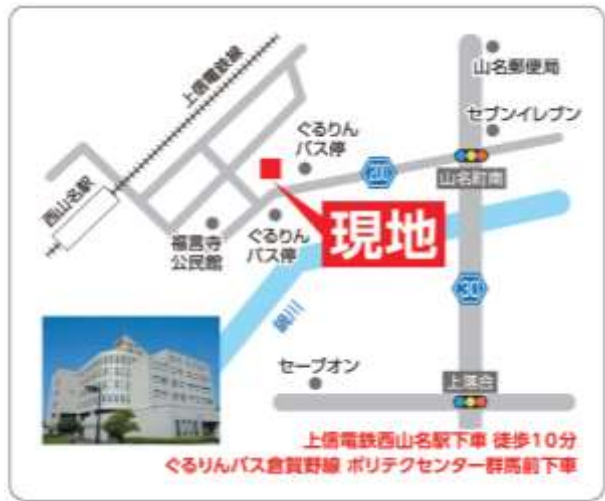 山名郵便局
上信電鉄線
セブンイレブン
ぐるりん
バス停
山名町南
西山名駅
福言寺
公民館
ぐるりん
バス停
現地
30
鏑川
セーブオン
上落合
上信電鉄西山名駅下車 徒歩10分
ぐるりんバス倉賀野線 ポリテクセンター群馬前下車